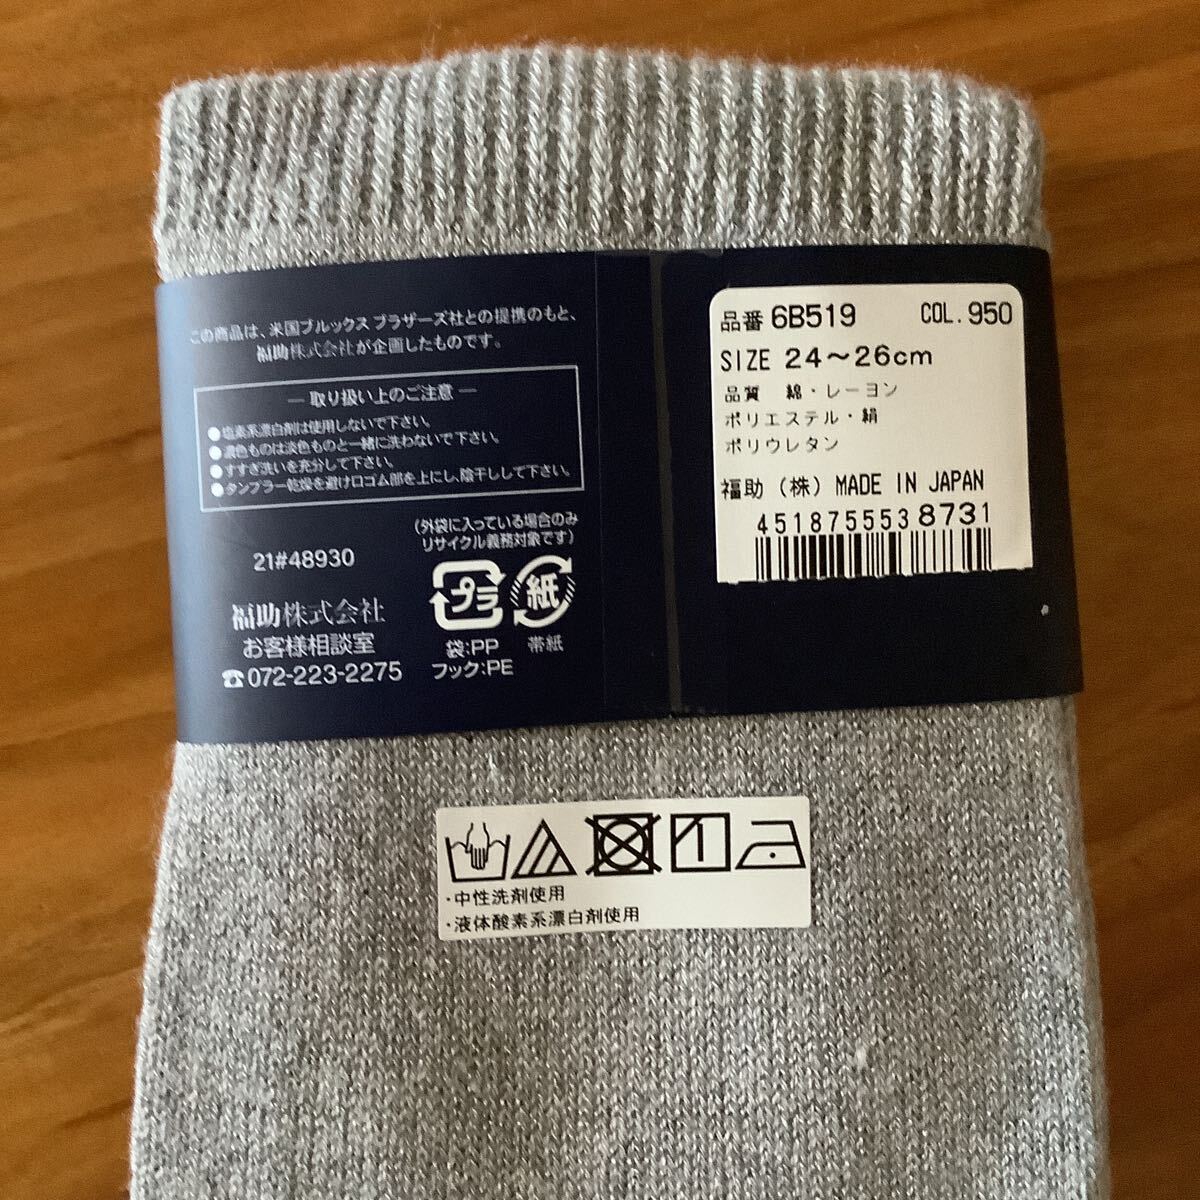 この商品は、米国ブルックス ブラザーズ社との提携のもと、
福助株式会社が企画したものです。
― 取り扱い上のご注意 ―
●塩素系漂白剤は使用しないで下さい。
●濃色ものは淡色ものと一緒に洗わないで下さい。
●すすぎ洗いを充分して下さい。
●タンブラー乾燥を避け口ゴム部を上にし、陰干しして下さい。
(外袋に入っている場合のみ
リサイクル義務対象です)
21#48930
プラ
紙
福助株式会社
お客様相談室
☎072-223-2275
袋:PP
フック:PE
帯紙
品番 6B519 COL.950
SIZE 24～26cm
品質 綿・レーヨン
ポリエステル・絹
ポリウレタン
福助（株）MADE IN JAPAN
4518755538731
・中性洗剤使用
・液体酸素系漂白剤使用